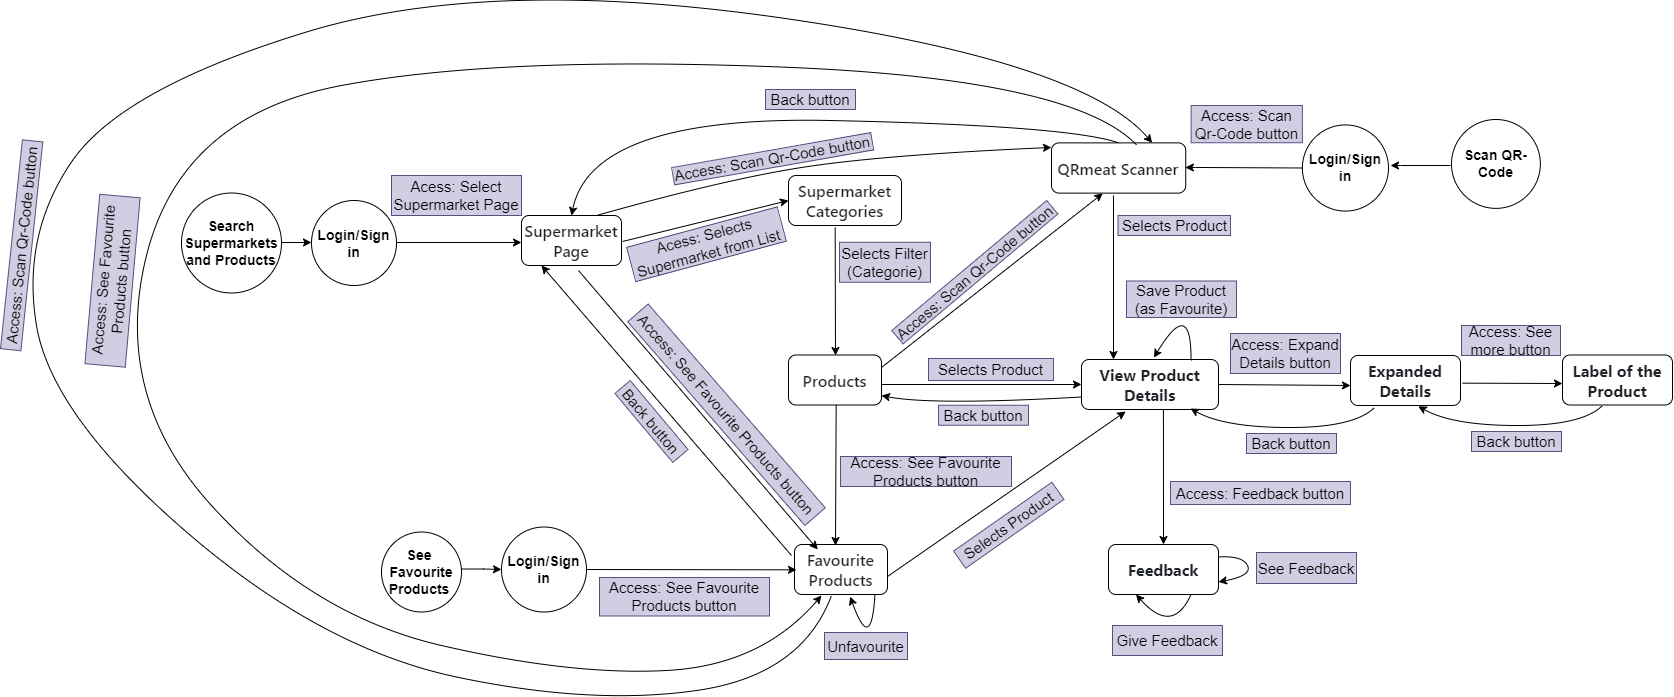 Back button
Access: Scan
Qr-Code button
Access: Scan Qr-Code button
QRmeat Scanner
Login/Sign
in
Scan QR-
Code
Access: Scan Qr-Code button
Access: See Favourite
Products button
Search
Supermarkets
and Products
Login/Sign
in
Acess: Select
Supermarket Page
Supermarket
Page
Acess: Selects
Supermarket from List
Supermarket
Categories
Selects Filter
(Categorie)
Access: Scan Qr-Code button
Selects Product
Save Product
(as Favourite)
Access: See Favourite Products button
Back button
Products
Selects Product
Back button
View Product
Details
Access: Expand
Details button
Expanded
Details
Access: See
more button
Label of the
Product
Back button
Back button
Access: See Favourite
Products button
Selects Product
Access: Feedback button
See
Favourite
Products
Login/Sign
in
Access: See Favourite
Products button
Favourite
Products
Unfavourite
Feedback
See Feedback
Give Feedback